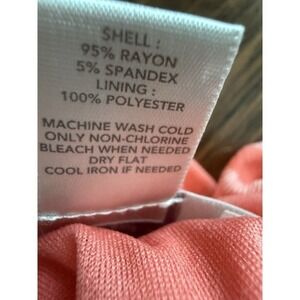 SHELL :
95% RAYON
5% SPANDEX
LINING :
100% POLYESTER
MACHINE WASH COLD
ONLY NON-CHLORINE
BLEACH WHEN NEEDED
DRY FLAT
COOL IRON IF NEEDED